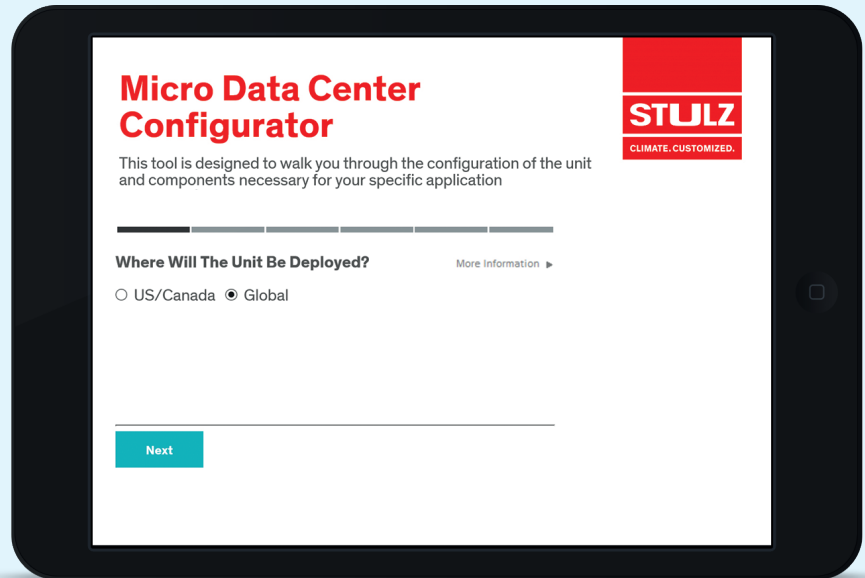 Micro Data Center
Configurator
STULZ
CLIMATE. CUSTOMIZED.
This tool is designed to walk you through the configuration of the unit
and components necessary for your specific application
Where Will The Unit Be Deployed?
More Information
US/Canada
Global
Next